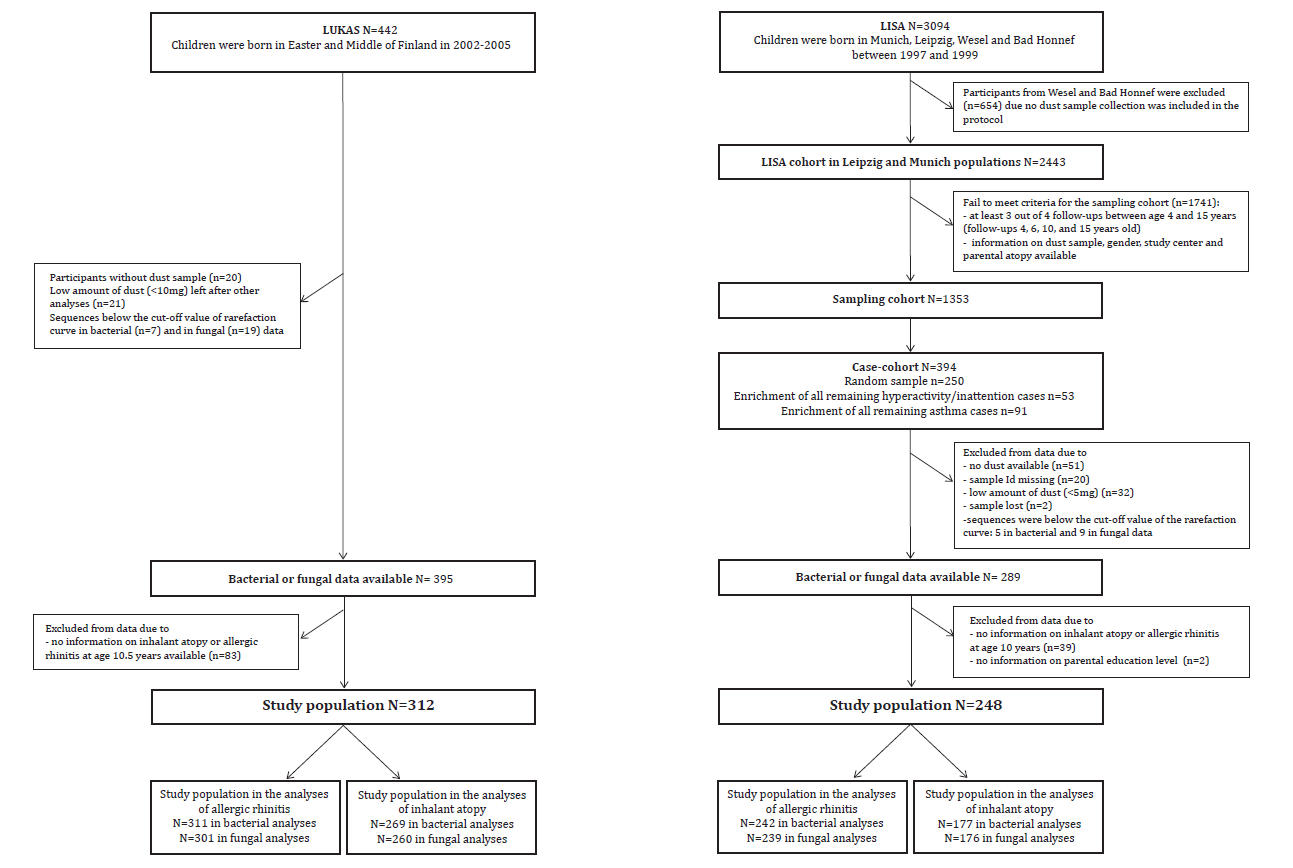 LUKAS N=442
Children were born in Easter and Middle of Finland in 2002-2005
Participants without dust sample (n=20)
Low amount of dust (<10mg) left after other
analyses (n=21)
Sequences below the cut-off value of rarefaction
curve in bacterial (n=7) and in fungal (n=19) data
Bacterial or fungal data available N= 395
Excluded from data due to
- no information on inhalant atopy or allergic
rhinitis at age 10.5 years available (n=83)
Study population N=312
Study population in the analyses
of allergic rhinitis
N=311 in bacterial analyses
N=301 in fungal analyses
Study population in the analyses
of inhalant atopy
N=269 in bacterial analyses
N=260 in fungal analyses
LISA N=3094
Children were born in Munich, Leipzig, Wesel and Bad Honnef
between 1997 and 1999
Participants from Wesel and Bad Honnef were excluded
(n=654) due no dust sample collection was included in the
protocol
LISA cohort in Leipzig and Munich populations N=2443
Fail to meet criteria for the sampling cohort (n=1741):
- at least 3 out of 4 follow-ups between age 4 and 15 years
(follow-ups 4, 6, 10, and 15 years old)
- information on dust sample, gender, study center and
parental atopy available
Sampling cohort N=1353
Case-cohort N=394
Random sample n=250
Enrichment of all remaining hyperactivity/inattention cases n=53
Enrichment of all remaining asthma cases n=91
Excluded from data due to
- no dust available (n=51)
- sample Id missing (n=20)
- low amount of dust (<5mg) (n=32)
- sample lost (n=2)
-sequences were below the cut-off value of the rarefaction
curve: 5 in bacterial and 9 in fungal data
Bacterial or fungal data available N= 289
Excluded from data due to
- no information on inhalant atopy or allergic rhinitis
at age 10 years (n=39)
- no information on parental education level (n=2)
Study population N=248
Study population in the analyses
of allergic rhinitis
N=242 in bacterial analyses
N=239 in fungal analyses
Study population in the analyses
of inhalant atopy
N=177 in bacterial analyses
N=176 in fungal analyses